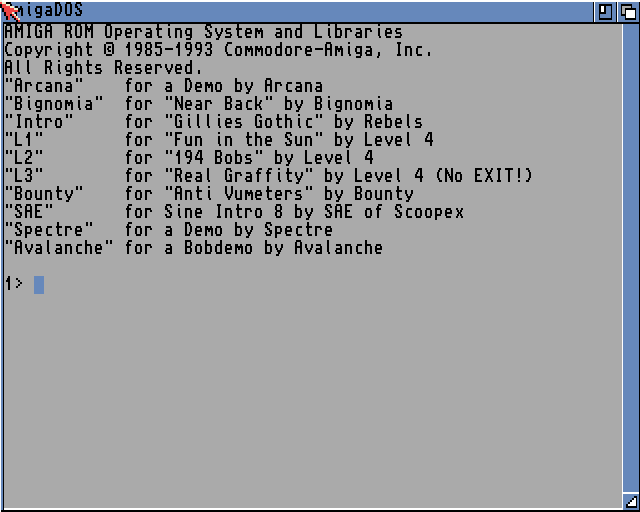 AmigaDOS
AMIGA ROM Operating System and Libraries
Copyright © 1985-1993 Commodore-Amiga, Inc.
All Rights Reserved.
"Arcana"    for a Demo by Arcana
"Bignomia"  for "Near Back" by Bignomia
"Intro"     for "Gillies Gothic" by Rebels
"L1"        for "Fun in the Sun" by Level 4
"L2"        for "194 Bobs" by Level 4
"L3"        for "Real Graffity" by Level 4 (No EXIT!)
"Bounty"    for "Anti Vumeters" by Bounty
"SAE"       for Sine Intro 8 by SAE of Scoopex
"Spectre"   for a Demo by Spectre
"Avalanche" for a Bobdemo by Avalanche
1>